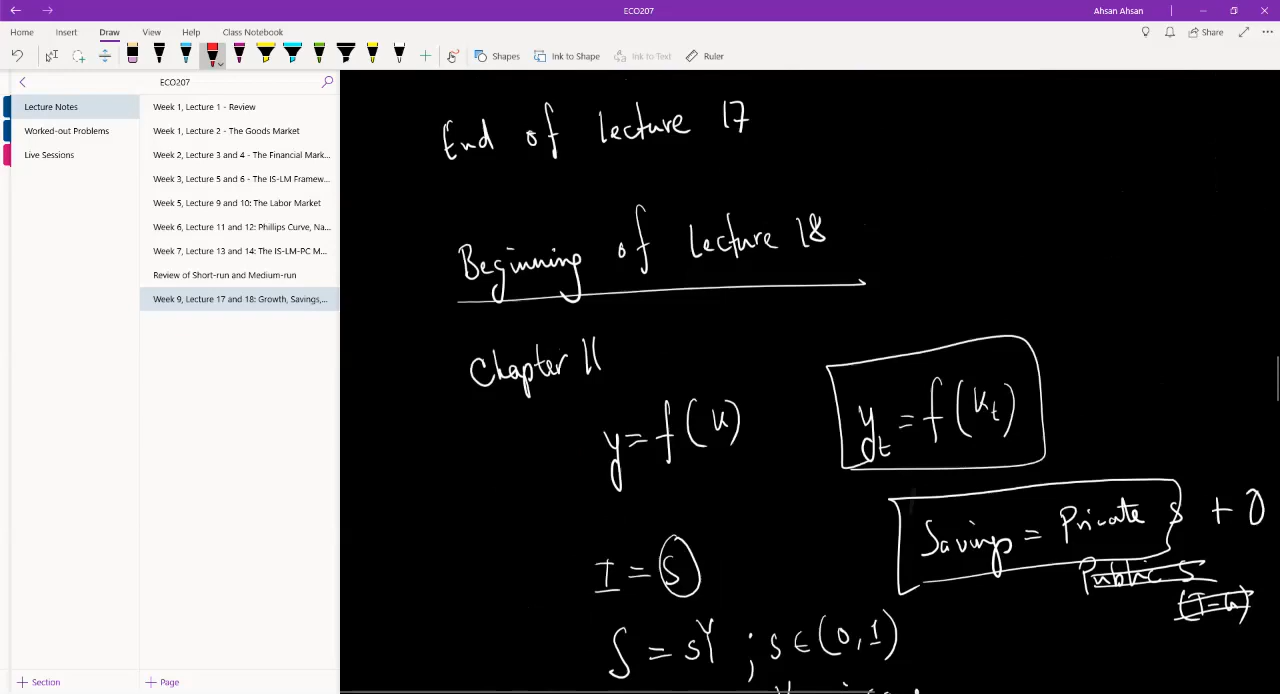 ECO207
Ahsan Ahsan
Home Insert Draw View Help Class Notebook
Share
Shapes Ink to Shape Ink to Text Ruler
ECO207
Lecture Notes
Worked-out Problems
Live Sessions
Week 1, Lecture 1 - Review
Week 1, Lecture 2 - The Goods Market
Week 2, Lecture 3 and 4 - The Financial Mark...
Week 3, Lecture 5 and 6 - The IS-LM Framew...
Week 5, Lecture 9 and 10: The Labor Market
Week 6, Lecture 11 and 12: Phillips Curve, Na...
Week 7, Lecture 13 and 14: The IS-LM-PC M...
Review of Short-run and Medium-run
Week 9, Lecture 17 and 18: Growth, Savings,...
+ Section
+ Page
End of lecture 17
Beginning of Lecture 18
Chapter 11
y = f(k)
= f(k_t)
Savings = Private S + 0
Public S
I = S
S = sY ; s ∈ (0, 1)